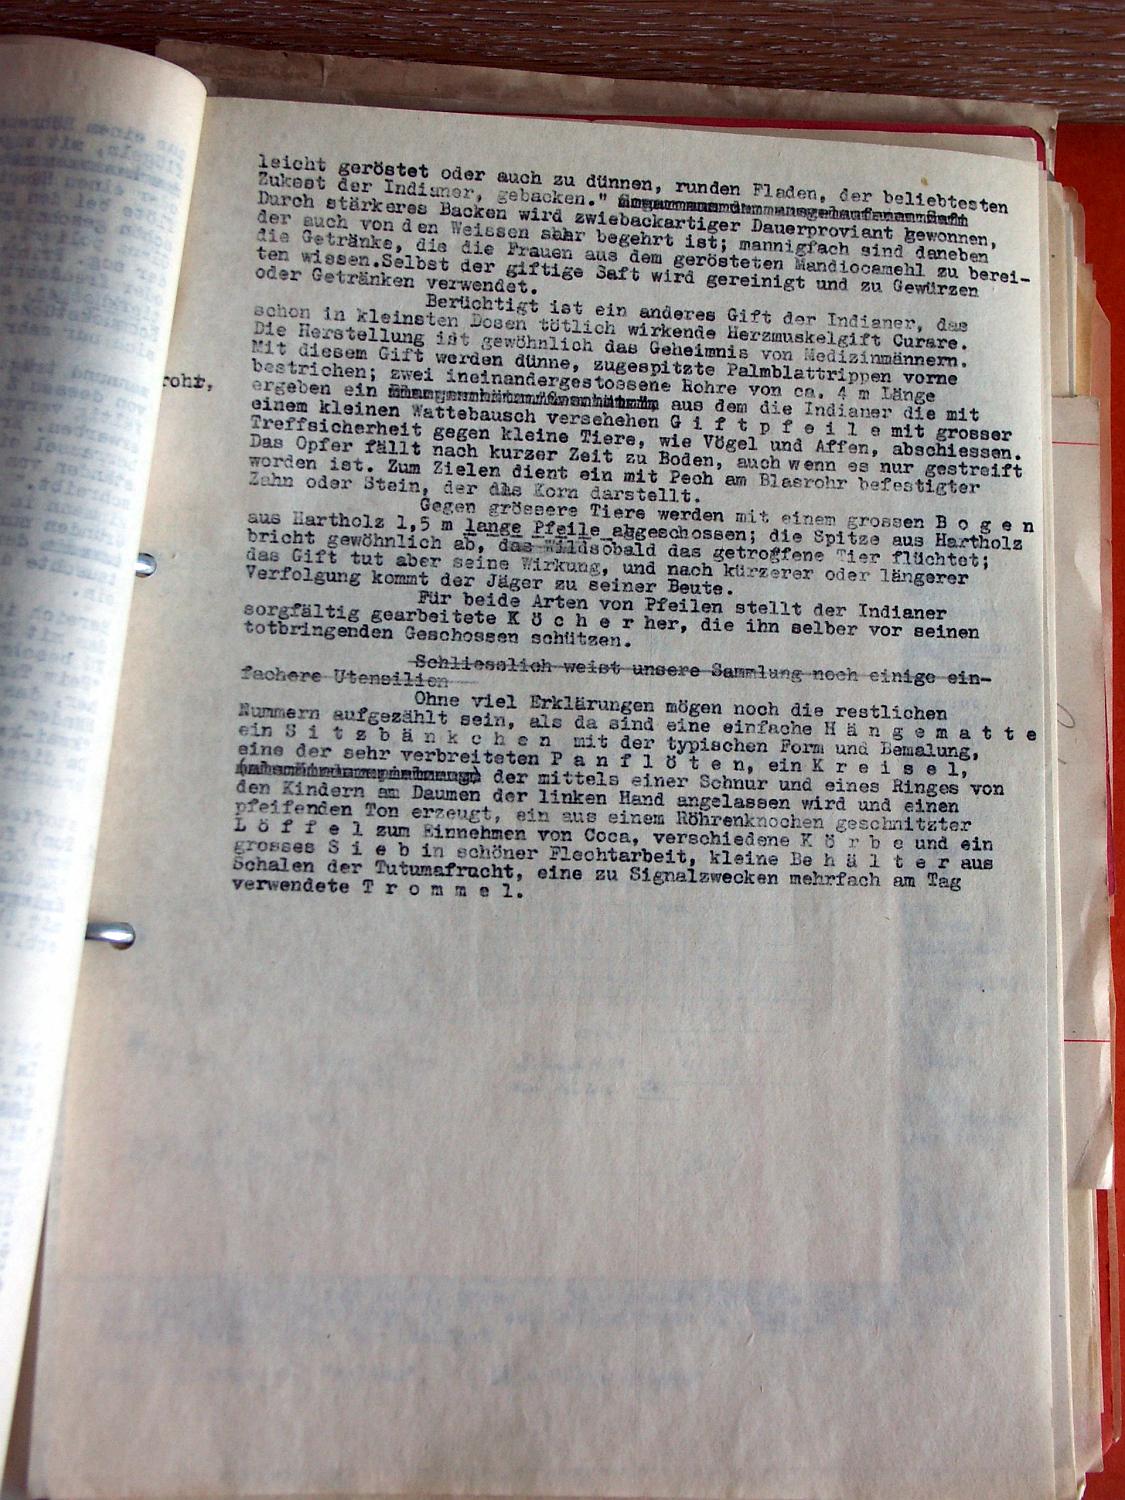 leicht geröstet oder auch zu dünnen, runden Fladen, der beliebtesten
Zukost der Indianer, gebacken."
Durch stärkeres Backen wird zwiebackartiger Dauerproviant gewonnen,
der auch von den Weissen sehr begehrt ist; mannigfach sind daneben
die Getränke, die die Frauen aus dem gerösteten Mandiocamehl zu berei-
ten wissen.Selbst der giftige Saft wird gereinigt und zu Gewürzen
oder Getränken verwendet.
Berüchtigt ist ein anderes Gift der Indianer, das
schon in kleinsten Dosen tötlich wirkende Herzmuskelgift Curare.
Die Herstellung ist gewöhnlich das Geheimnis von Medizinmännern.
Mit diesem Gift werden dünne, zugespitzte Palmblattrippen vorne
bestrichen; zwei ineinandergestossene Rohre von ca. 4 m Länge
rohr,
ergeben ein aus dem die Indianer die mit
einem kleinen Wattebausch versehehen G i f t p f e i l e mit grosser
Treffsicherheit gegen kleine Tiere, wie Vögel und Affen, abschiessen.
Das Opfer fällt nach kurzer Zeit zu Boden, auch wenn es nur gestreift
worden ist. Zum Zielen dient ein mit Pech am Blasrohr befestigter
Zahn oder Stein, der das Korn darstellt.
Gegen grössere Tiere werden mit einem grossen B o g e n
aus Hartholz 1,5 m lange Pfeile abgeschossen; die Spitze aus Hartholz
bricht gewöhnlich ab, das Wildsobald das getroffene Tier flüchtet;
das Gift tut aber seine Wirkung, und nach kürzerer oder längerer
Verfolgung kommt der Jäger zu seiner Beute.
Für beide Arten von Pfeilen stellt der Indianer
sorgfältig gearbeitete K ö c h e r her, die ihn selber vor seinen
totbringenden Geschossen schützen.
Schliesslich weist unsere Sammlung noch einige ein-
fachere Utensilien
Ohne viel Erklärungen mögen noch die restlichen
Nummern aufgezählt sein, als da sind eine einfache H ä n g e m a t t e
ein S i t z b ä n k c h e n mit der typischen Form und Bemalung,
eine der sehr verbreiteten P a n f l ö t e n, ein K r e i s e l,
der mittels einer Schnur und eines Ringes von
den Kindern am Daumen der linken Hand angelassen wird und einen
pfeifenden Ton erzeugt, ein aus einem Röhrenknochen geschnitzter
L ö f f e l zum Einnehmen von Coca, verschiedene K ö r b e und ein
grosses S i e b in schöner Flechtarbeit, kleine Be h ä l t e r aus
Schalen der Tutumafrucht, eine zu Signalzwecken mehrfach am Tag
verwendete T r o m m e l.